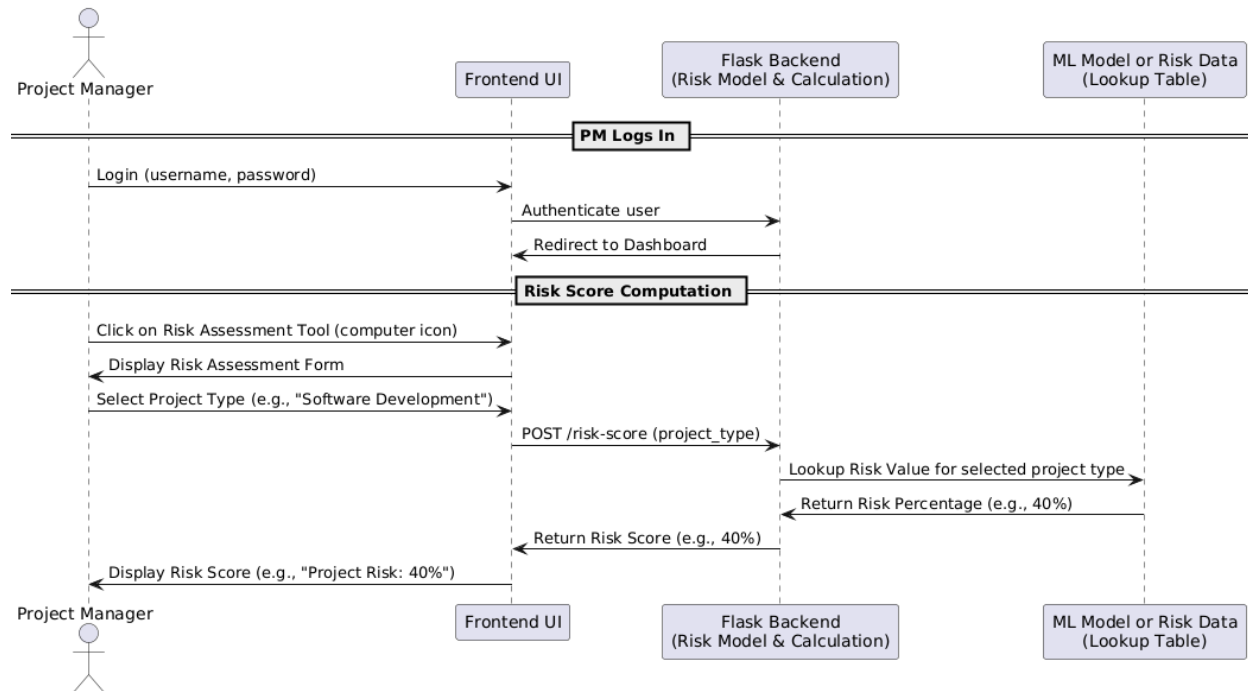 Project Manager
Frontend UI
Flask Backend
(Risk Model & Calculation)
ML Model or Risk Data
(Lookup Table)
PM Logs In
Login (username, password)
Authenticate user
Redirect to Dashboard
Risk Score Computation
Click on Risk Assessment Tool (computer icon)
Display Risk Assessment Form
Select Project Type (e.g., "Software Development")
POST /risk-score (project_type)
Lookup Risk Value for selected project type
Return Risk Percentage (e.g., 40%)
Return Risk Score (e.g., 40%)
Display Risk Score (e.g., "Project Risk: 40%")
Project Manager
Frontend UI
Flask Backend
(Risk Model & Calculation)
ML Model or Risk Data
(Lookup Table)